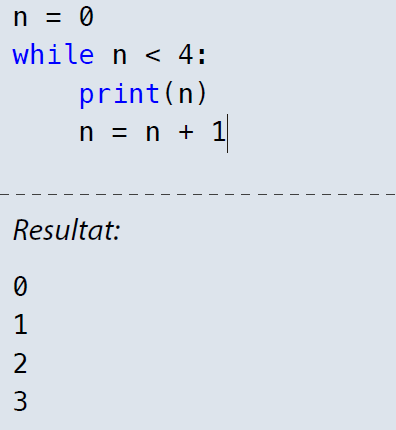 n = 0
while n < 4:
    print(n)
    n = n + 1
Resultat:
0
1
2
3